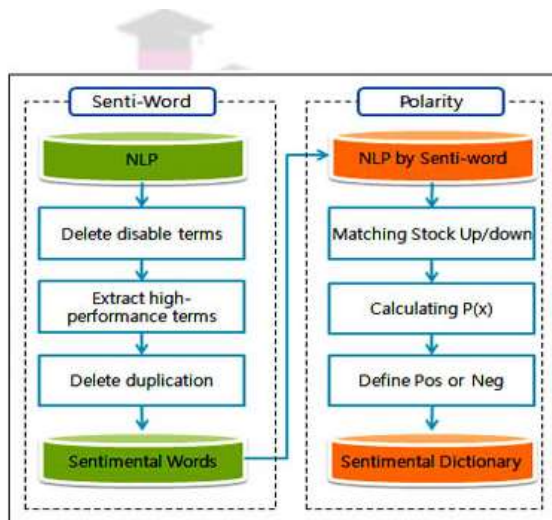 Senti-Word
NLP
Delete disable terms
Extract high-
performance terms
Delete duplication
Sentimental Words
Polarity
NLP by Senti-word
Matching Stock Up/down
Calculating P(x)
Define Pos or Neg
Sentimental Dictionary